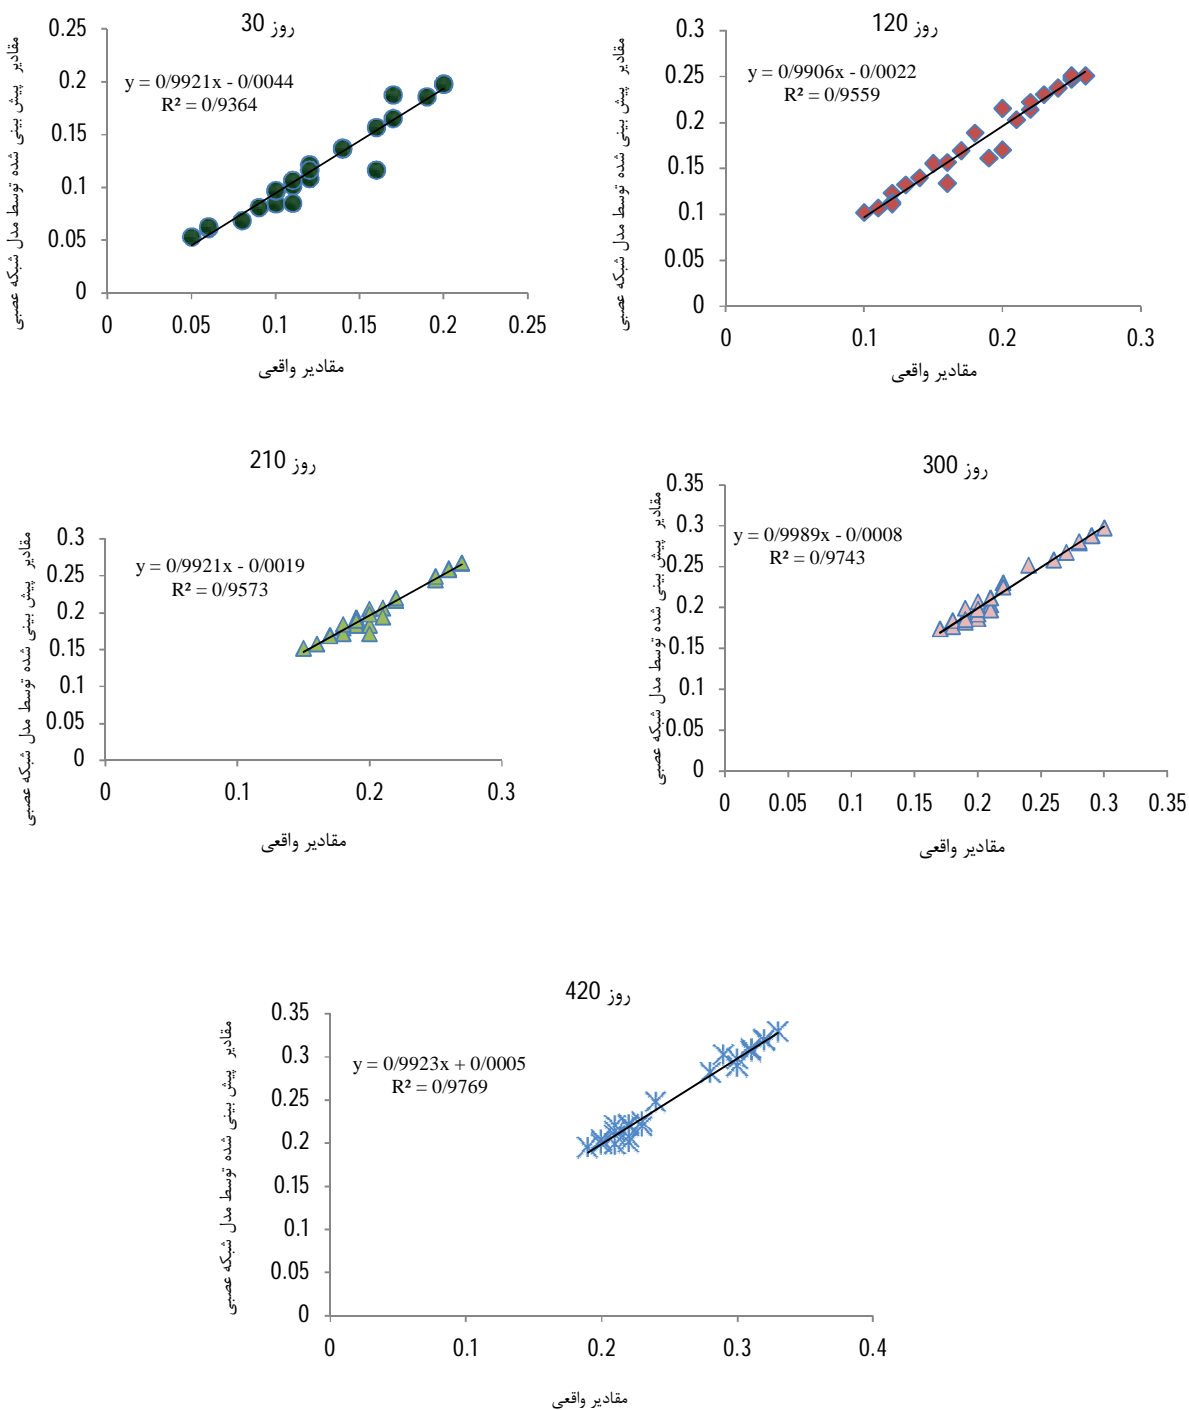 30 روز
مقادیر پیش بینی شده توسط مدل شبکه عصبی
0.25
0.2
0.15
0.1
0.05
0
y = 0/9921x - 0/0044
R² = 0/9364
0 0.05 0.1 0.15 0.2 0.25
مقادیر واقعی
120 روز
مقادیر پیش بینی شده توسط مدل شبکه عصبی
0.3
0.25
0.2
0.15
0.1
0.05
0
y = 0/9906x - 0/0022
R² = 0/9559
0 0.1 0.2 0.3
مقادیر واقعی
210 روز
مقادیر پیش بینی شده توسط مدل شبکه عصبی
0.3
0.25
0.2
0.15
0.1
0.05
0
y = 0/9921x - 0/0019
R² = 0/9573
0 0.1 0.2 0.3
مقادیر واقعی
300 روز
مقادیر پیش بینی شده توسط مدل شبکه عصبی
0.35
0.3
0.25
0.2
0.15
0.1
0.05
0
y = 0/9989x - 0/0008
R² = 0/9743
0 0.05 0.1 0.15 0.2 0.25 0.3 0.35
مقادیر واقعی
420 روز
مقادیر پیش بینی شده توسط مدل شبکه عصبی
0.35
0.3
0.25
0.2
0.15
0.1
0.05
0
y = 0/9923x + 0/0005
R² = 0/9769
0 0.1 0.2 0.3 0.4
مقادیر واقعی